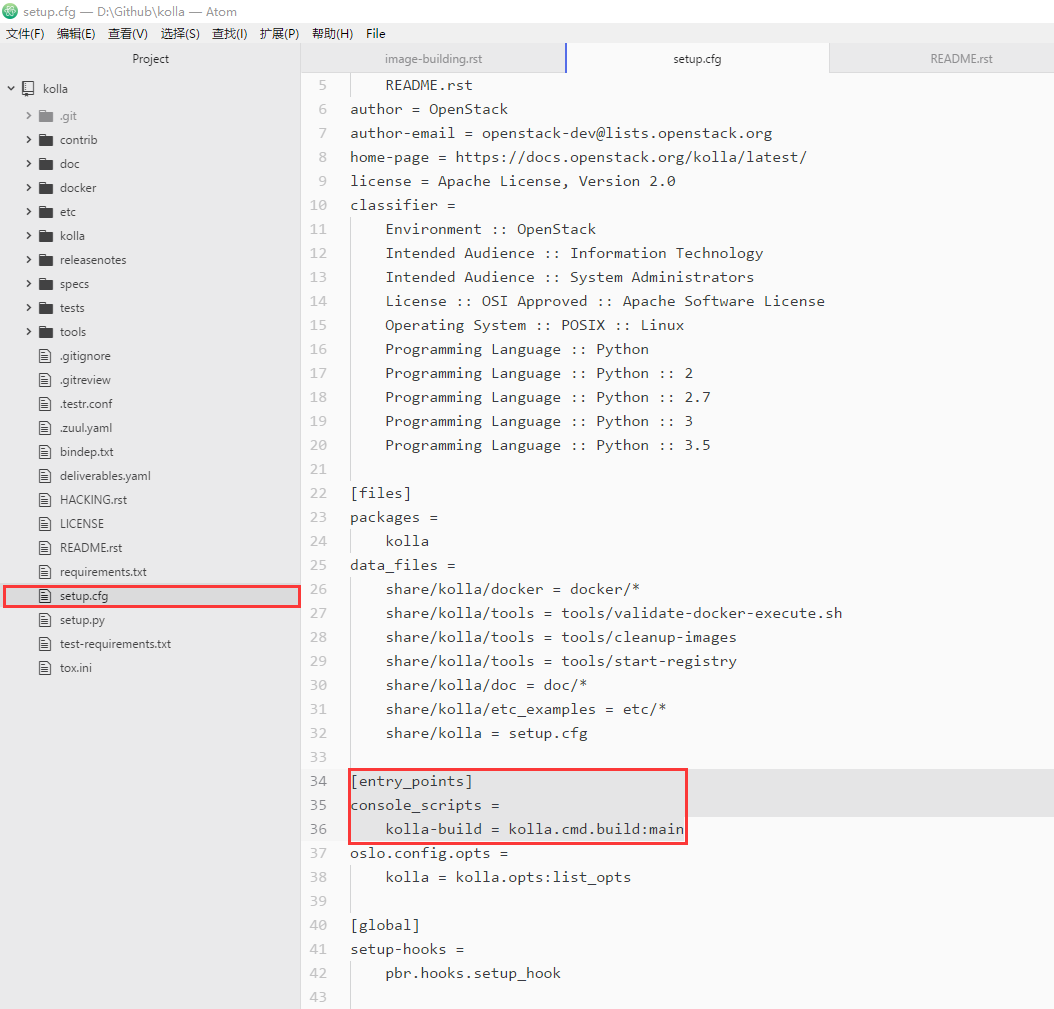 setup.cfg — D:\Github\kolla — Atom
文件(F) 编辑(E) 查看(V) 选择(S) 查找(I) 扩展(P) 帮助(H) File
Project
kolla
.git
contrib
doc
docker
etc
kolla
releasenotes
specs
tests
tools
.gitignore
.gitreview
.testr.conf
.zuul.yaml
bindep.txt
deliverables.yaml
HACKING.rst
LICENSE
README.rst
requirements.txt
setup.cfg
setup.py
test-requirements.txt
tox.ini
image-building.rst setup.cfg README.rst
5 README.rst
6 author = OpenStack
7 author-email = openstack-dev@lists.openstack.org
8 home-page = https://docs.openstack.org/kolla/latest/
9 license = Apache License, Version 2.0
10 classifier =
11 Environment :: OpenStack
12 Intended Audience :: Information Technology
13 Intended Audience :: System Administrators
14 License :: OSI Approved :: Apache Software License
15 Operating System :: POSIX :: Linux
16 Programming Language :: Python
17 Programming Language :: Python :: 2
18 Programming Language :: Python :: 2.7
19 Programming Language :: Python :: 3
20 Programming Language :: Python :: 3.5
21
22 [files]
23 packages =
24 kolla
25 data_files =
26 share/kolla/docker = docker/*
27 share/kolla/tools = tools/validate-docker-execute.sh
28 share/kolla/tools = tools/cleanup-images
29 share/kolla/tools = tools/start-registry
30 share/kolla/doc = doc/*
31 share/kolla/etc_examples = etc/*
32 share/kolla = setup.cfg
33
34 [entry_points]
35 console_scripts =
36 kolla-build = kolla.cmd.build:main
37 oslo.config.opts =
38 kolla = kolla.opts:list_opts
39
40 [global]
41 setup-hooks =
42 pbr.hooks.setup_hook
43